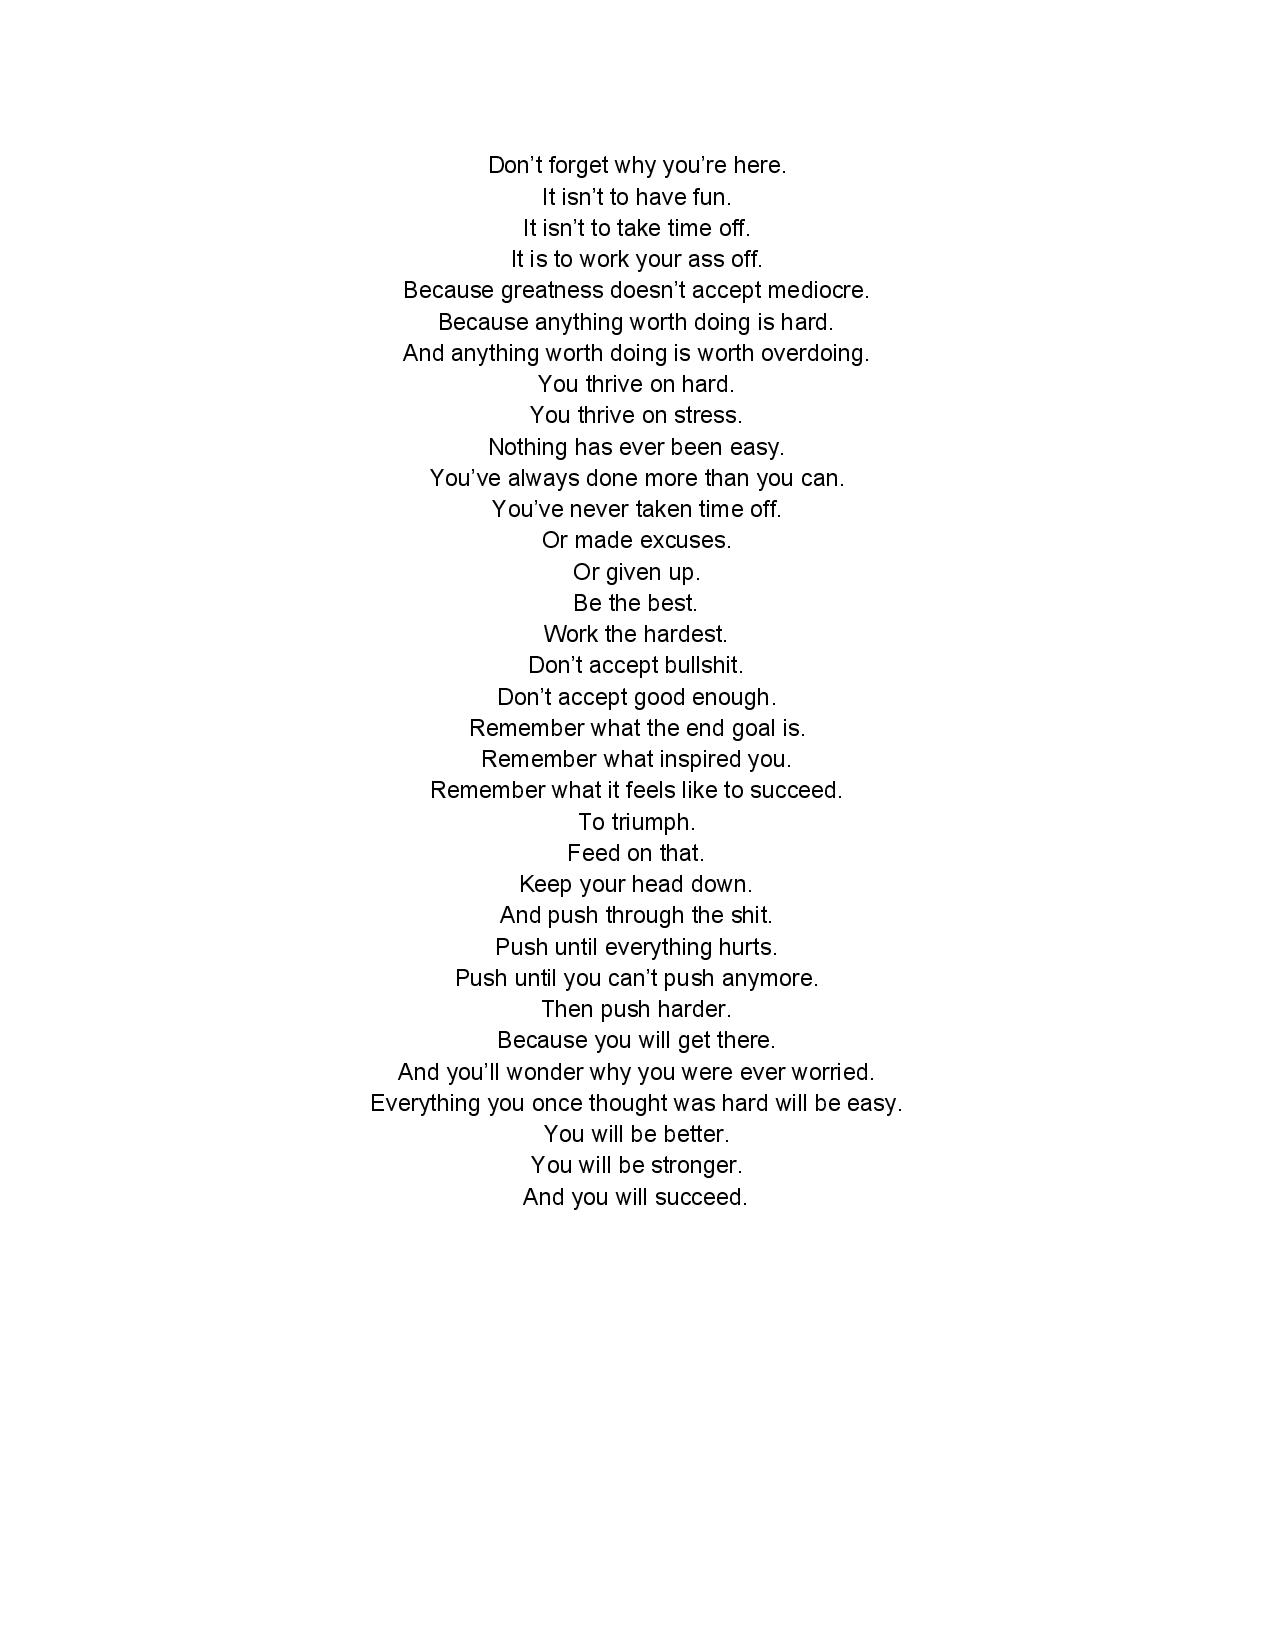 Don’t forget why you’re here.
It isn’t to have fun.
It isn’t to take time off.
It is to work your ass off.
Because greatness doesn’t accept mediocre.
Because anything worth doing is hard.
And anything worth doing is worth overdoing.
You thrive on hard.
You thrive on stress.
Nothing has ever been easy.
You’ve always done more than you can.
You’ve never taken time off.
Or made excuses.
Or given up.
Be the best.
Work the hardest.
Don’t accept bullshit.
Don’t accept good enough.
Remember what the end goal is.
Remember what inspired you.
Remember what it feels like to succeed.
To triumph.
Feed on that.
Keep your head down.
And push through the shit.
Push until everything hurts.
Push until you can’t push anymore.
Then push harder.
Because you will get there.
And you’ll wonder why you were ever worried.
Everything you once thought was hard will be easy.
You will be better.
You will be stronger.
And you will succeed.